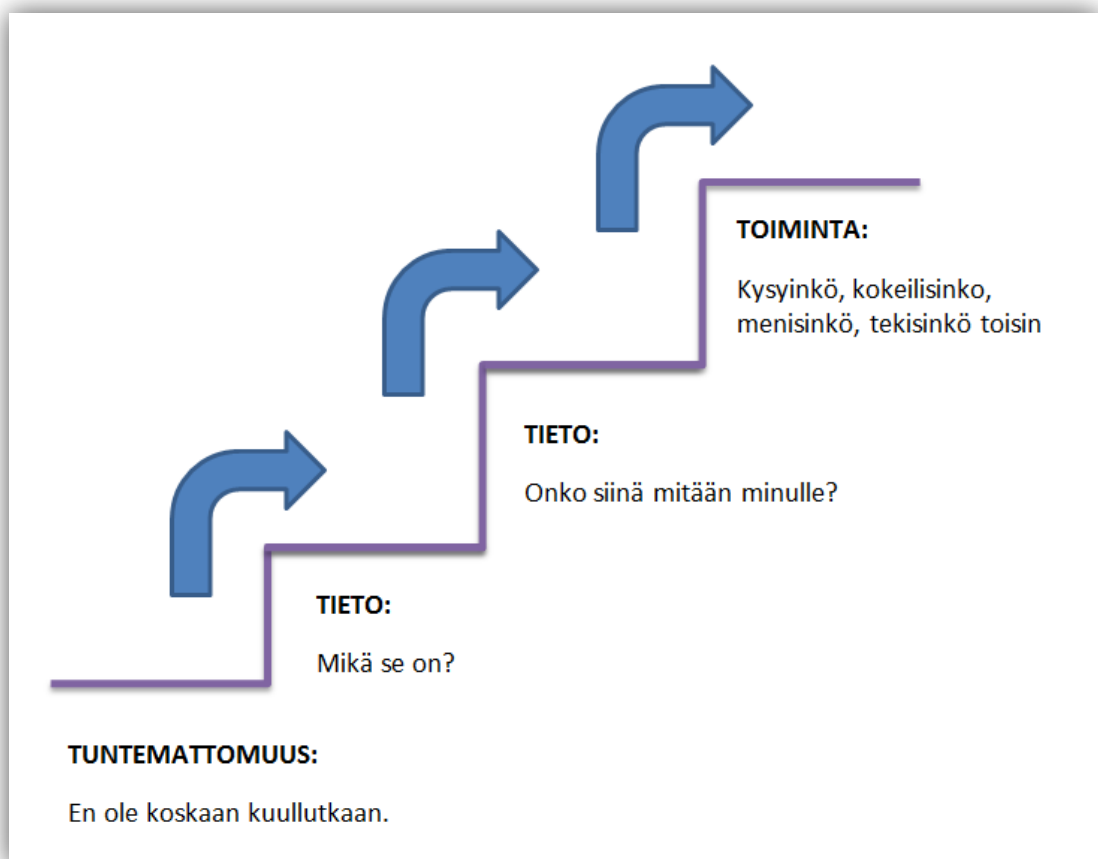 TOIMINTA:
Kysyinkö, kokeilisinko,
menisinkö, tekisinkö toisin
TIETO:
Onko siinä mitään minulle?
TIETO:
Mikä se on?
TUNTEMATTOMUUS:
En ole koskaan kuullutkaan.